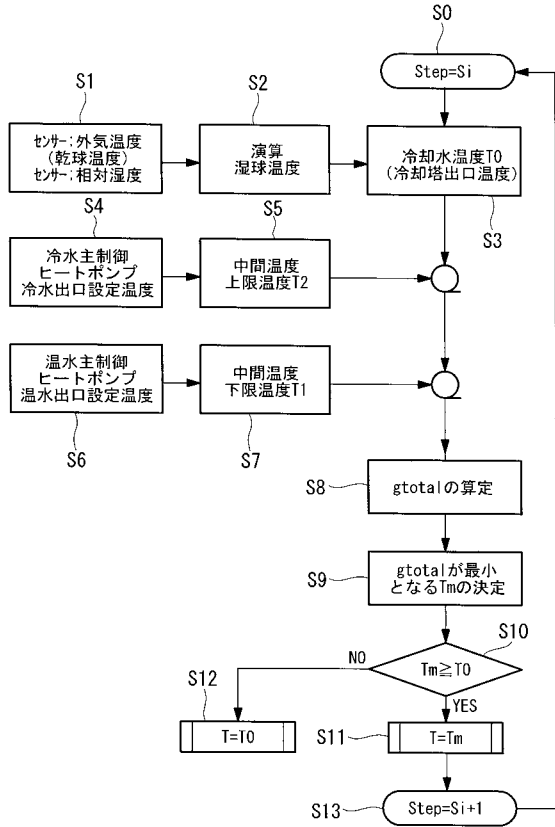 S0
Step=Si
S1
センサー;外気温度
(乾球温度)
センサー;相対湿度
S2
演算
湿球温度
冷却水温度T0
(冷却塔出口温度)
S3
S4
冷水主制御
ヒートポンプ
冷水出口設定温度
S5
中間温度
上限温度T2
温水主制御
ヒートポンプ
温水出口設定温度
S6
中間温度
下限温度T1
S7
S8
gtotalの算定
S9
gtotalが最小
となるTmの決定
S10
Tm≧T0
NO
YES
S12
T=T0
S11
T=Tm
S13
Step=Si+1